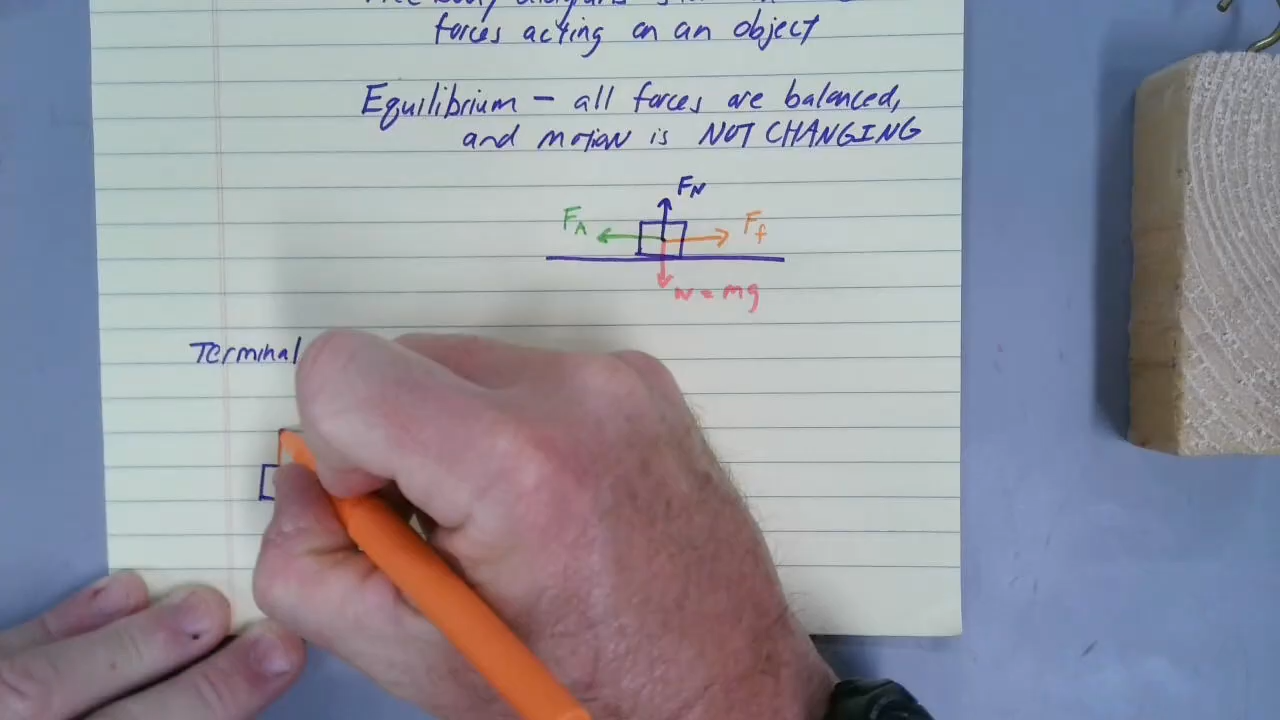 forces acting on an object
Equilibrium – all forces are balanced,
and motion is NOT CHANGING
FN
FA
Ff
W = mg
Terminal